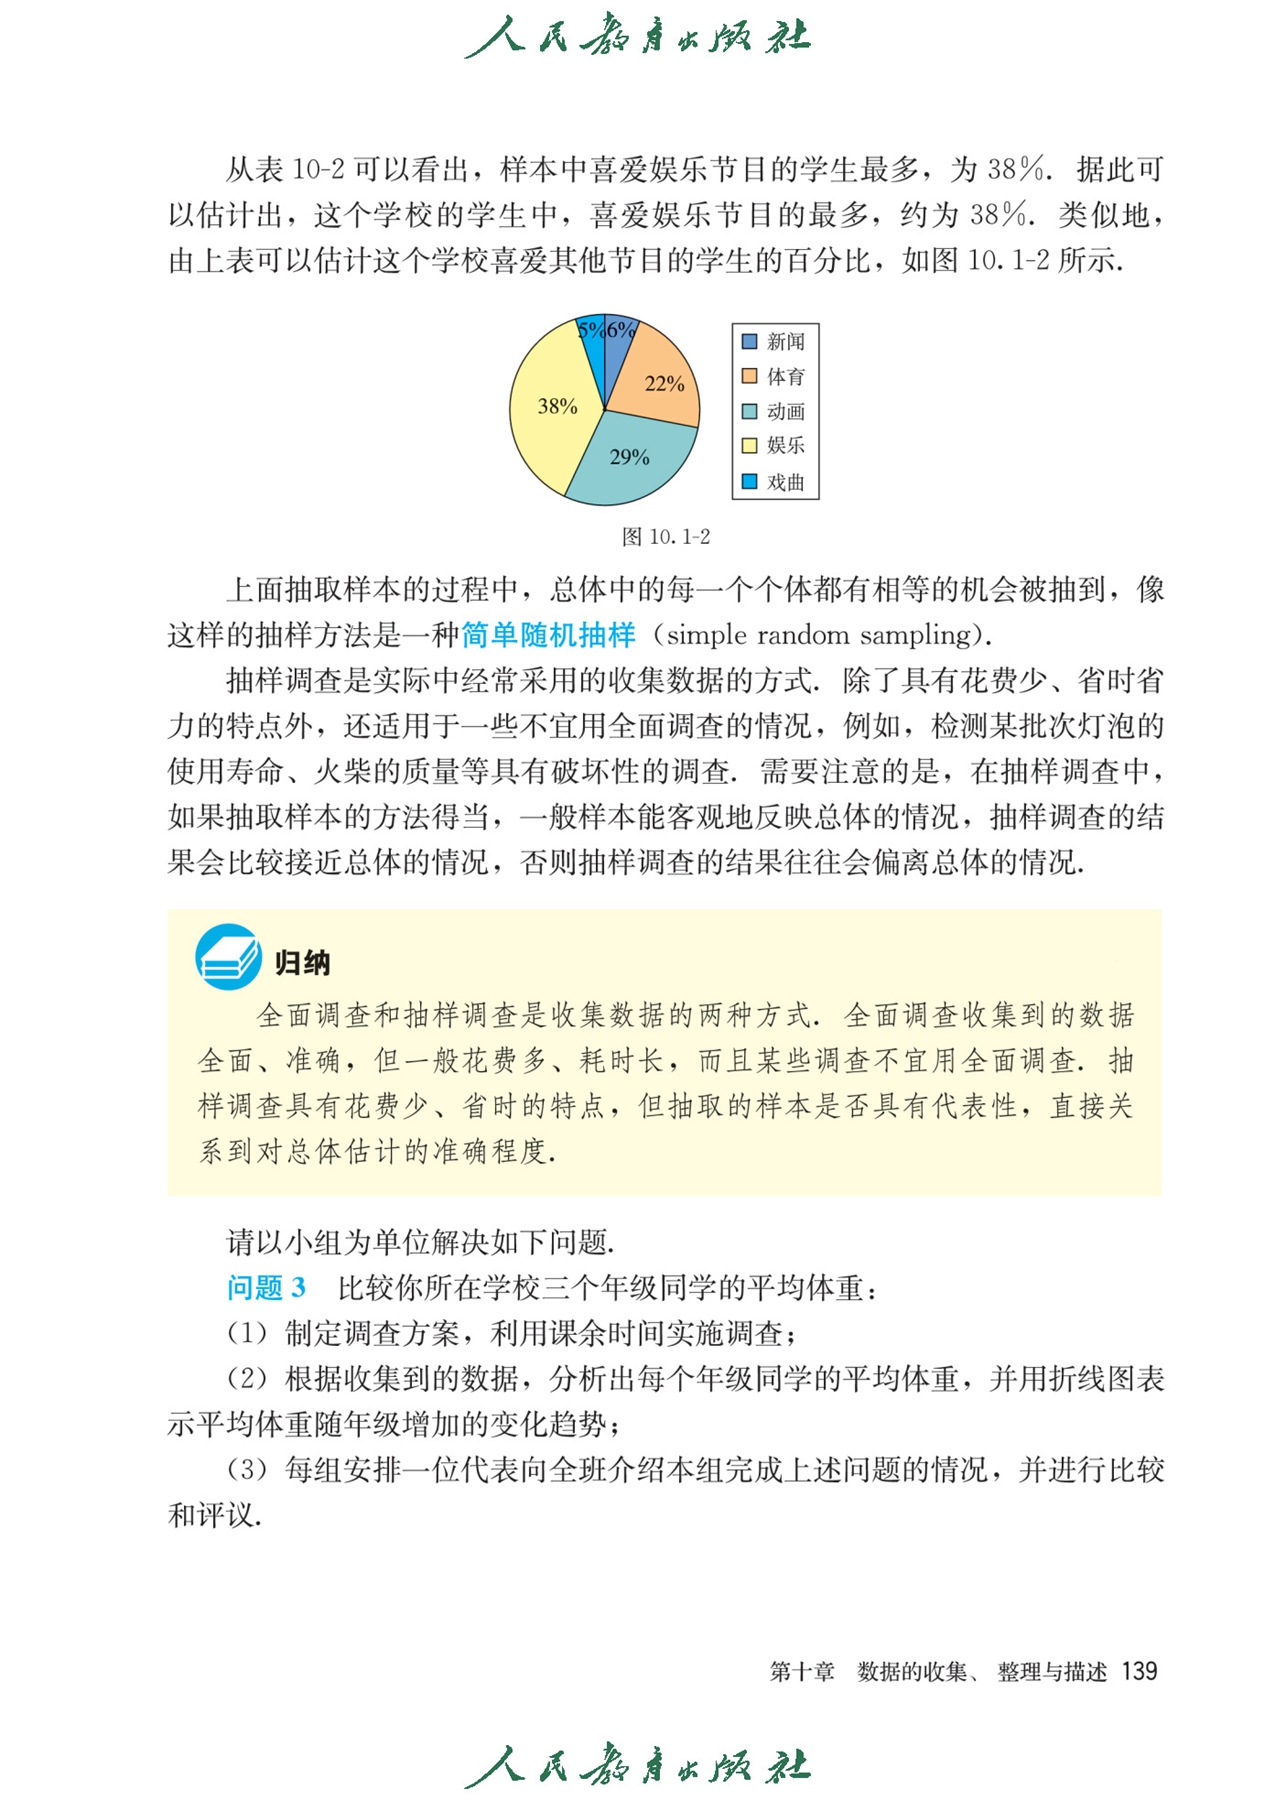 人民教育出版社
从表 10-2 可以看出，样本中喜爱娱乐节目的学生最多，为 38%．据此可
以估计出，这个学校的学生中，喜爱娱乐节目的最多，约为 38%．类似地，
由上表可以估计这个学校喜爱其他节目的学生的百分比，如图 10.1-2 所示．
5% 6%
22%
38%
29%
新闻
体育
动画
娱乐
戏曲
图 10.1-2
上面抽取样本的过程中，总体中的每一个个体都有相等的机会被抽到，像
这样的抽样方法是一种简单随机抽样（simple random sampling）．
抽样调查是实际中经常采用的收集数据的方式．除了具有花费少、省时省
力的特点外，还适用于一些不宜用全面调查的情况，例如，检测某批次灯泡的
使用寿命、火柴的质量等具有破坏性的调查．需要注意的是，在抽样调查中，
如果抽取样本的方法得当，一般样本能客观地反映总体的情况，抽样调查的结
果会比较接近总体的情况，否则抽样调查的结果往往会偏离总体的情况．
归纳
全面调查和抽样调查是收集数据的两种方式．全面调查收集到的数据
全面、准确，但一般花费多、耗时长，而且某些调查不宜用全面调查．抽
样调查具有花费少、省时的特点，但抽取的样本是否具有代表性，直接关
系到对总体估计的准确程度．
请以小组为单位解决如下问题．
问题 3 比较你所在学校三个年级同学的平均体重：
（1）制定调查方案，利用课余时间实施调查；
（2）根据收集到的数据，分析出每个年级同学的平均体重，并用折线图表
示平均体重随年级增加的变化趋势；
（3）每组安排一位代表向全班介绍本组完成上述问题的情况，并进行比较
和评议．
第十章 数据的收集、整理与描述 139
人民教育出版社